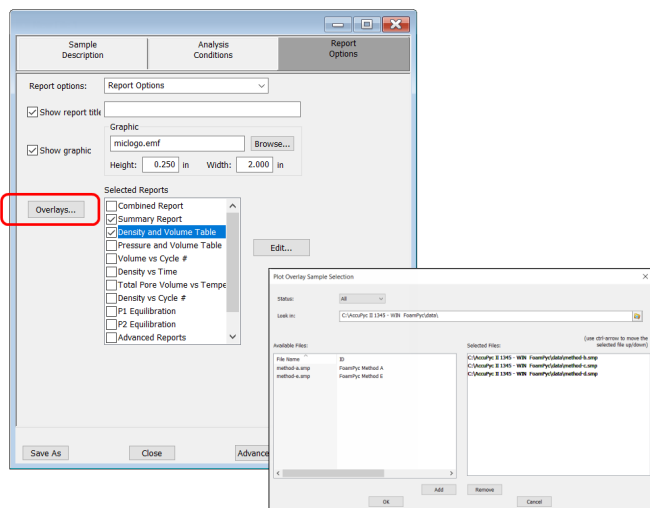 Sample Description
Analysis Conditions
Report Options
Report options:
Report Options
Show report title
Graphic
Show graphic
miclogo.emf
Browse...
Height: 0.250 in Width: 2.000 in
Selected Reports
Overlays...
Combined Report
Summary Report
Density and Volume Table
Pressure and Volume Table
Volume vs Cycle #
Density vs Time
Total Pore Volume vs Tempe
Density vs Cycle #
P1 Equilibration
P2 Equilibration
Advanced Reports
Edit...
Save As
Close
Advance
Plot Overlay Sample Selection
Status:
All
Look in:
C:\AccuPyc II 1345 - WIN FoamPyc\data\
(use ctrl-arrow to move the
selected file up/down)
Available Files:
Selected Files:
File Name ID
method-a.smp FoamPyc Method A
method-e.smp FoamPyc Method E
C:\AccuPyc II 1345 - WIN FoamPyc\data\method-b.smp
C:\AccuPyc II 1345 - WIN FoamPyc\data\method-c.smp
C:\AccuPyc II 1345 - WIN FoamPyc\data\method-d.smp
Add
Remove
OK
Cancel